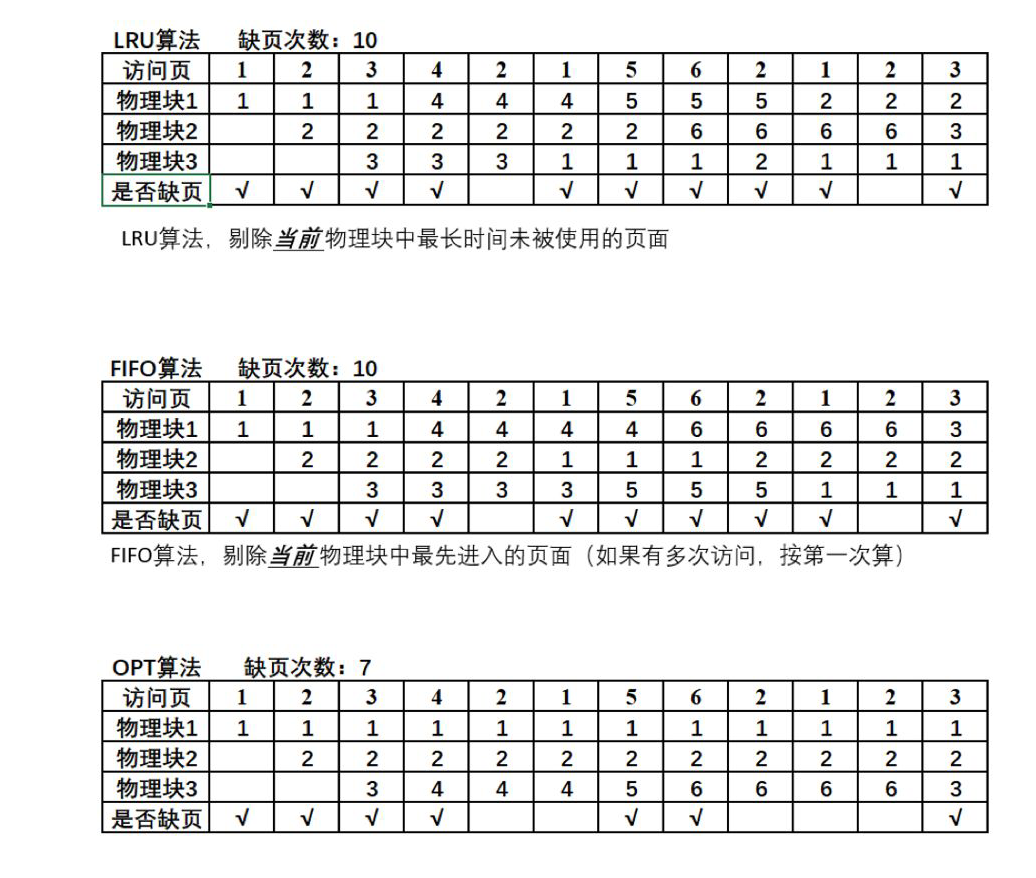 LRU算法 缺页次数：10
访问页 1 2 3 4 2 1 5 6 2 1 2 3
物理块1 1 1 1 4 4 4 5 5 5 2 2 2
物理块2 2 2 2 2 2 2 6 6 6 6 3
物理块3 3 3 3 1 1 1 2 1 1 1
是否缺页 √ √ √ √ √ √ √ √ √ √
LRU算法，剔除当前物理块中最长时间未被使用的页面
FIFO算法 缺页次数：10
访问页 1 2 3 4 2 1 5 6 2 1 2 3
物理块1 1 1 1 4 4 4 4 6 6 6 6 3
物理块2 2 2 2 2 1 1 1 2 2 2 2
物理块3 3 3 3 3 5 5 5 1 1 1
是否缺页 √ √ √ √ √ √ √ √ √ √
FIFO算法，剔除当前物理块中最先进入的页面（如果有多次访问，按第一次算）
OPT算法 缺页次数：7
访问页 1 2 3 4 2 1 5 6 2 1 2 3
物理块1 1 1 1 1 1 1 1 1 1 1 1 1
物理块2 2 2 2 2 2 2 2 2 2 2 2
物理块3 3 4 4 4 5 6 6 6 6 3
是否缺页 √ √ √ √ √ √ √